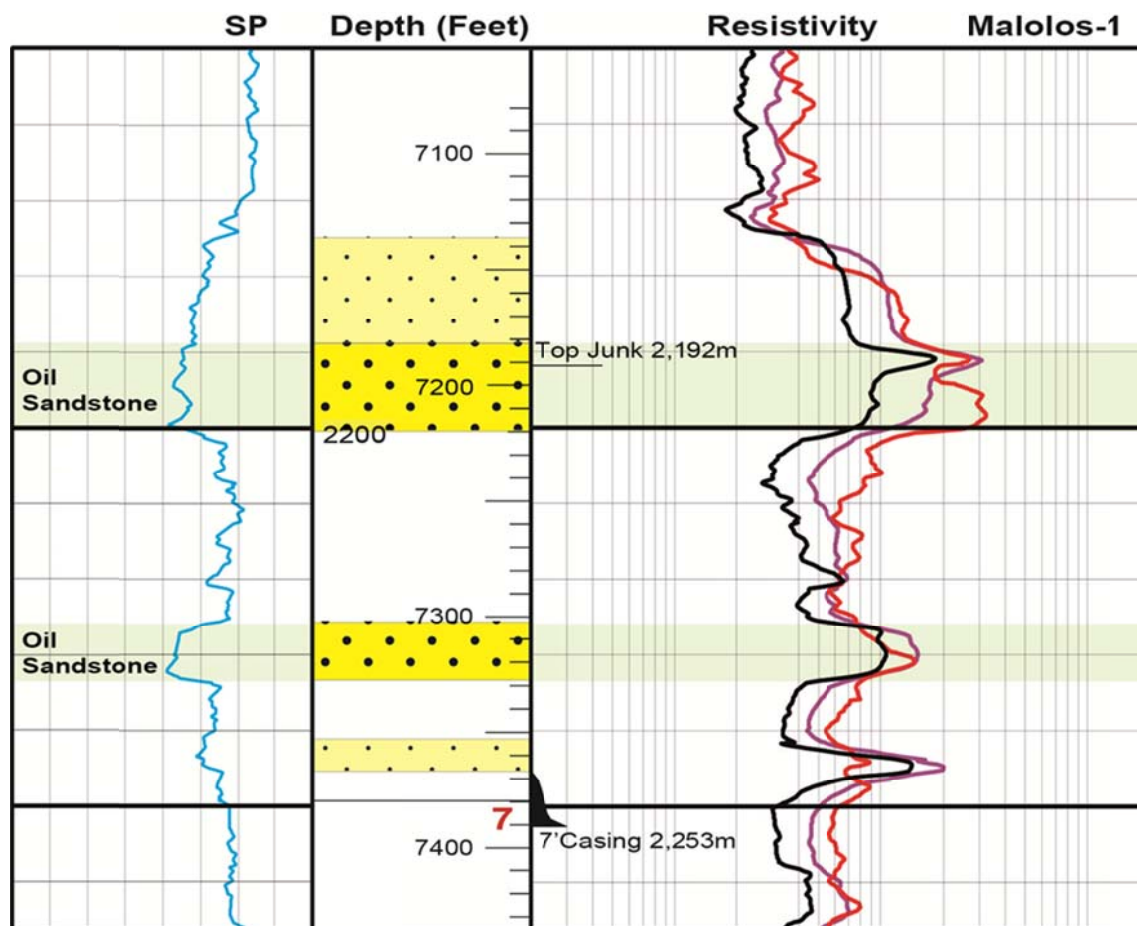 SP Depth (Feet) Resistivity Malolos-1
7100
Top Junk 2,192m
Oil
Sandstone
7200
2200
7300
Oil
Sandstone
7
7'Casing 2,253m
7400